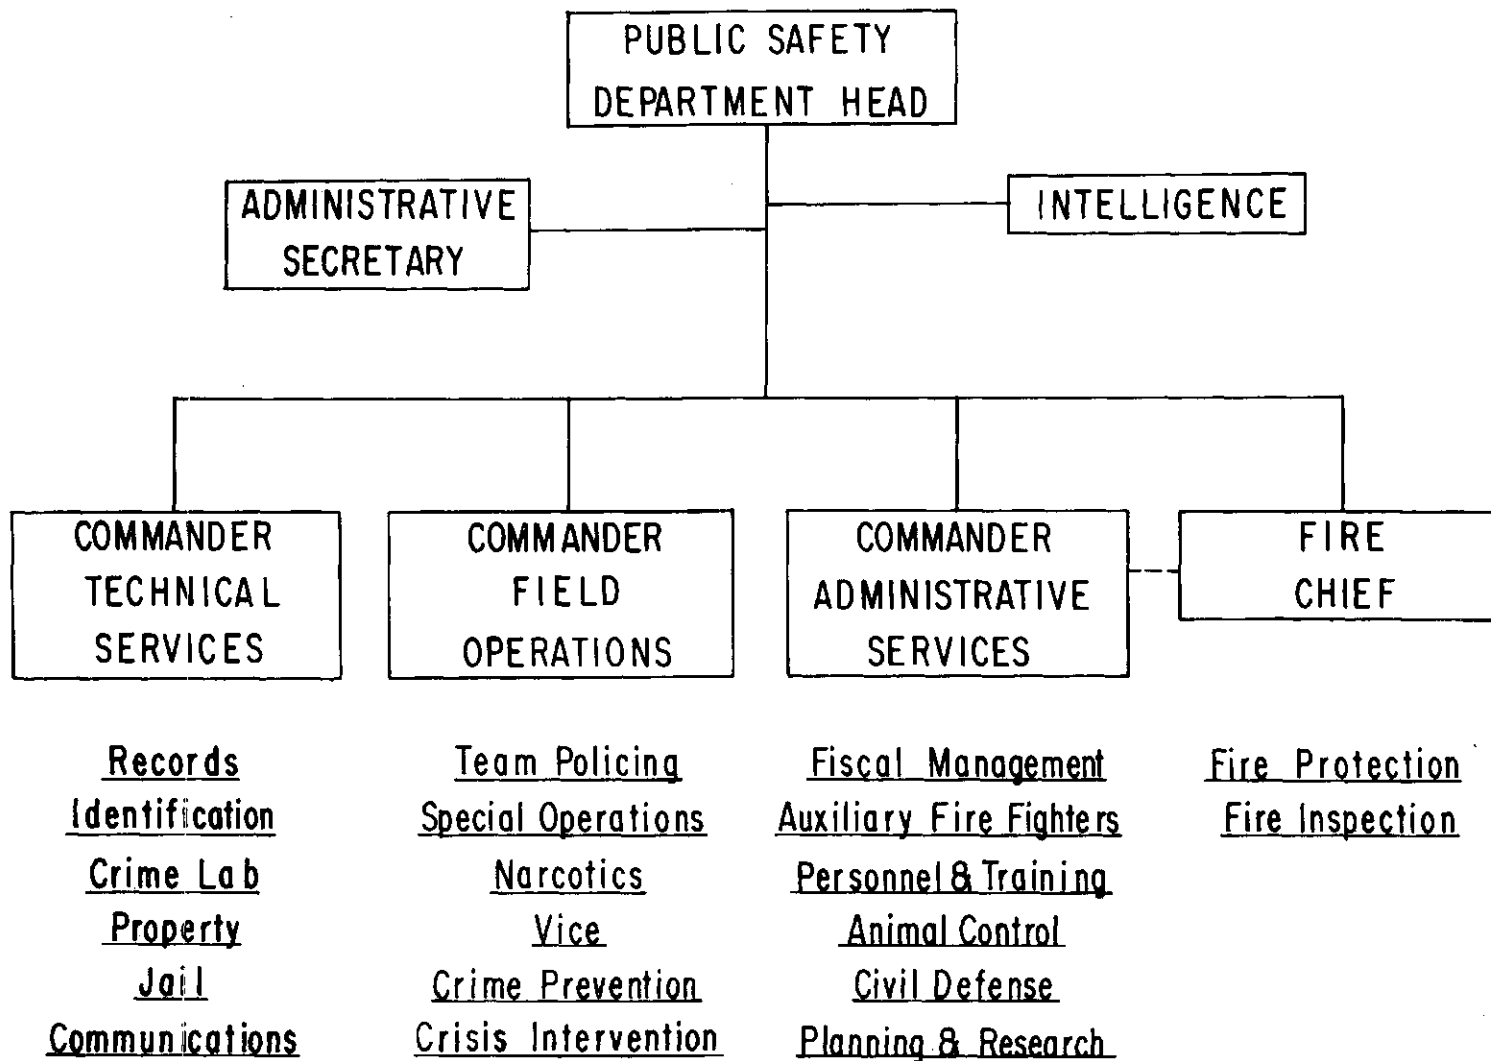 PUBLIC SAFETY
DEPARTMENT HEAD
ADMINISTRATIVE
SECRETARY
INTELLIGENCE
COMMANDER
TECHNICAL
SERVICES
COMMANDER
FIELD
OPERATIONS
COMMANDER
ADMINISTRATIVE
SERVICES
FIRE
CHIEF
Records
Identification
Crime Lab
Property
Jail
Communications
Team Policing
Special Operations
Narcotics
Vice
Crime Prevention
Crisis Intervention
Fiscal Management
Auxiliary Fire Fighters
Personnel & Training
Animal Control
Civil Defense
Planning & Research
Fire Protection
Fire Inspection